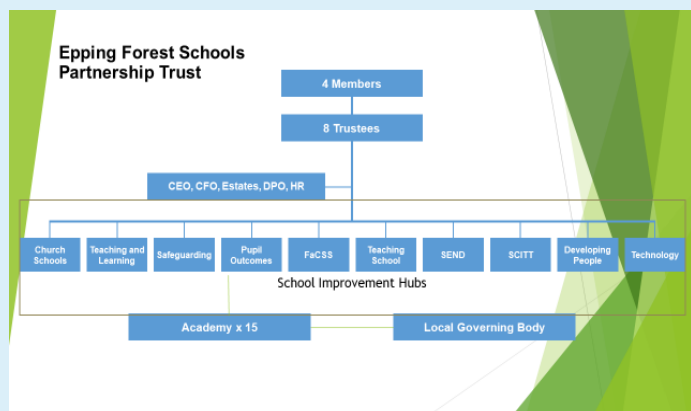 Epping Forest Schools
Partnership Trust
4 Members
8 Trustees
CEO, CFO, Estates, DPO, HR
Church
Schools
Teaching and
Learning
Safeguarding
Pupil
Outcomes
FaCSS
Teaching
School
SEND
SCITT
Developing
People
Technology
School Improvement Hubs
Academy x 15
Local Governing Body